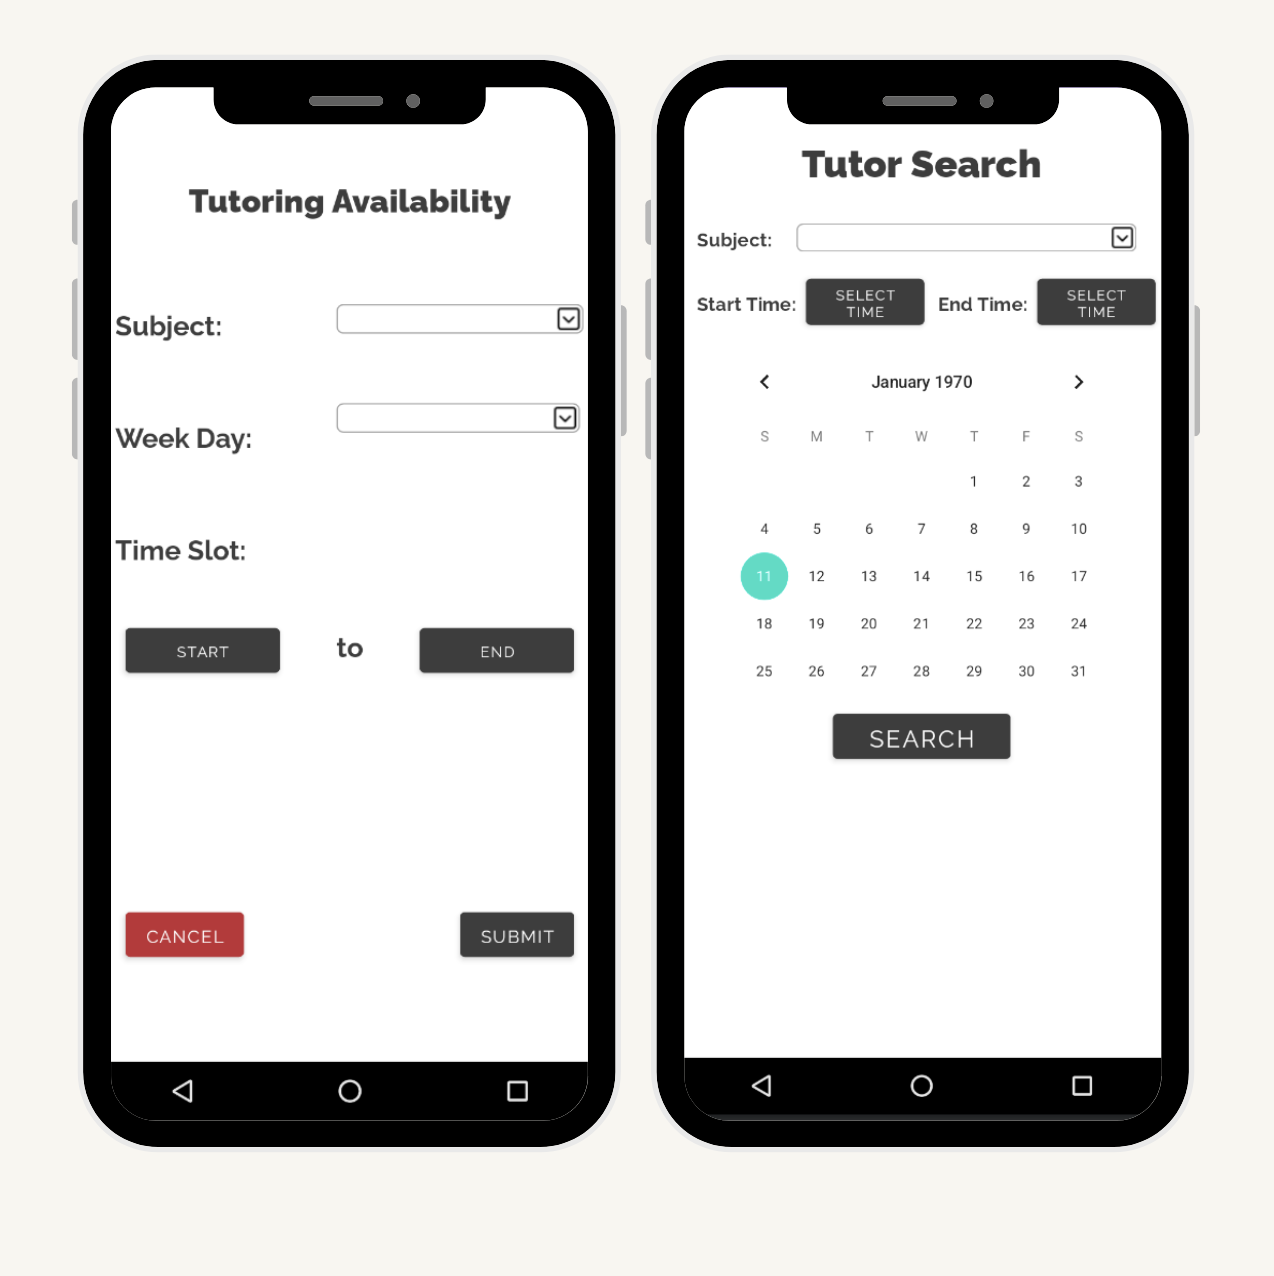 Tutoring Availability
Subject:
Week Day:
Time Slot:
START to END
CANCEL SUBMIT
Tutor Search
Subject:
Start Time: SELECT TIME End Time: SELECT TIME
January 1970
S M T W T F S
1 2 3
4 5 6 7 8 9 10
11 12 13 14 15 16 17
18 19 20 21 22 23 24
25 26 27 28 29 30 31
SEARCH